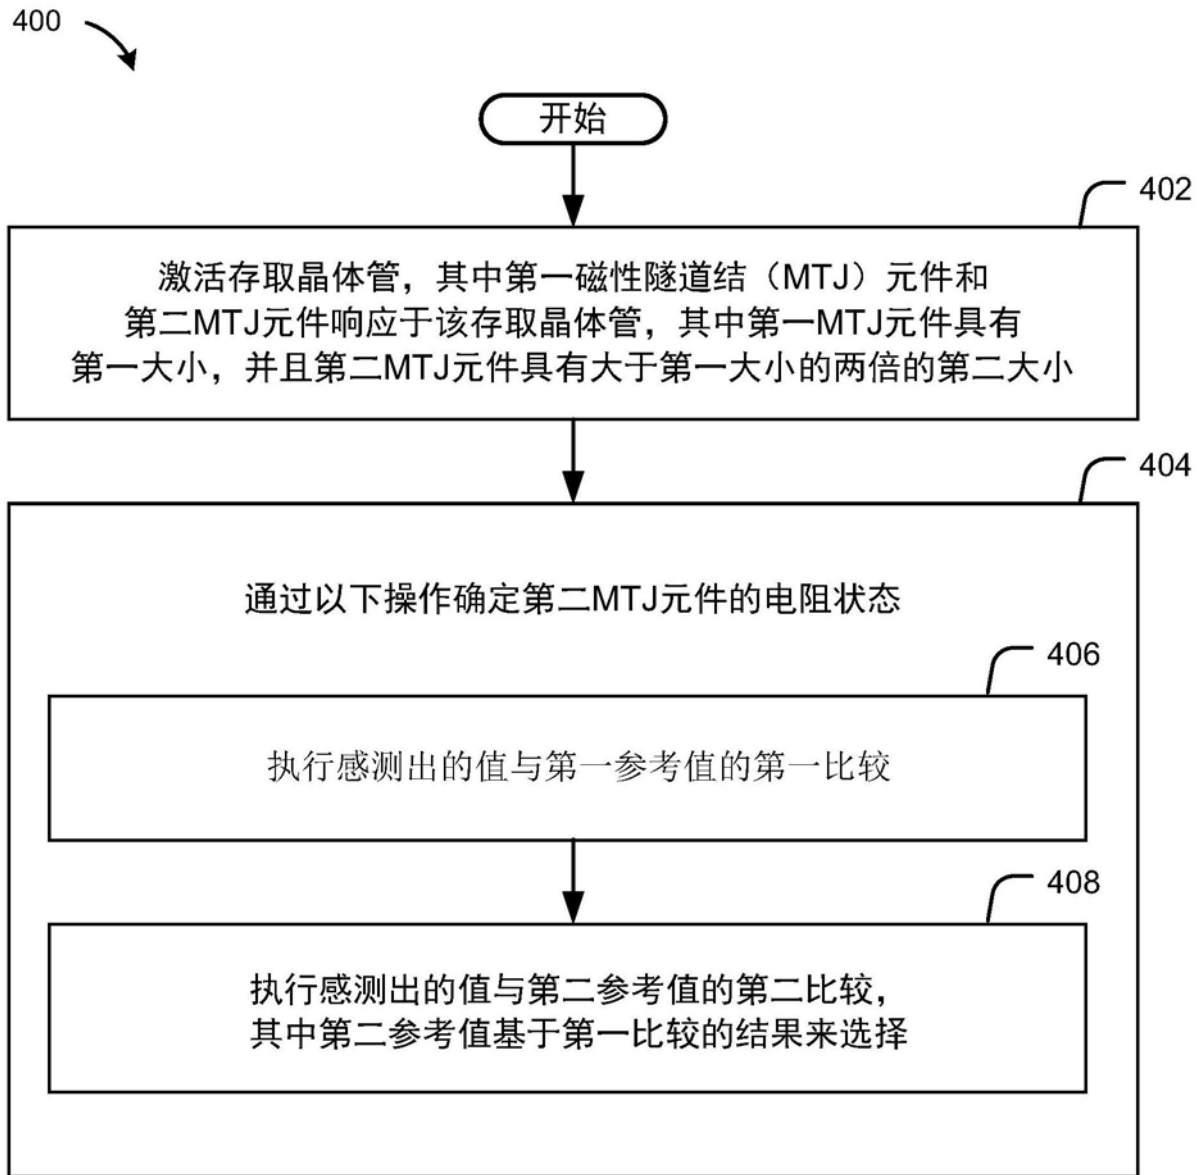 400
开始
402
激活存取晶体管，其中第一磁性隧道结（MTJ）元件和
第二MTJ元件响应于该存取晶体管，其中第一MTJ元件具有
第一大小，并且第二MTJ元件具有大于第一大小的两倍的第二大小
404
通过以下操作确定第二MTJ元件的电阻状态
406
执行感测出的值与第一参考值的第一比较
408
执行感测出的值与第二参考值的第二比较，
其中第二参考值基于第一比较的结果来选择